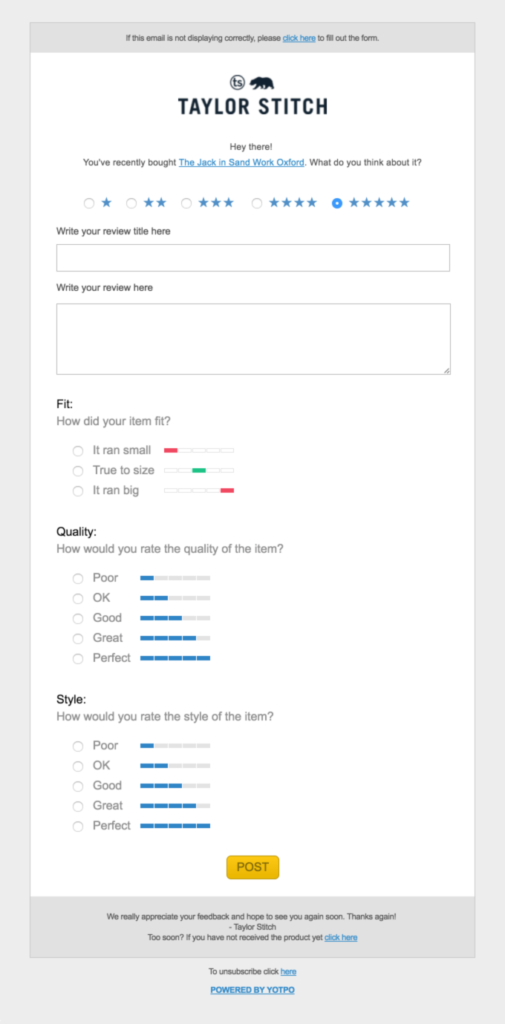 If this email is not displaying correctly, please click here to fill out the form.
ts
TAYLOR STITCH
Hey there!
You've recently bought The Jack in Sand Work Oxford. What do you think about it?
Write your review title here
Write your review here
Fit:
How did your item fit?
It ran small
True to size
It ran big
Quality:
How would you rate the quality of the item?
Poor
OK
Good
Great
Perfect
Style:
How would you rate the style of the item?
Poor
OK
Good
Great
Perfect
POST
We really appreciate your feedback and hope to see you again soon. Thanks again!
- Taylor Stitch
Too soon? If you have not received the product yet click here
To unsubscribe click here
POWERED BY YOTPO